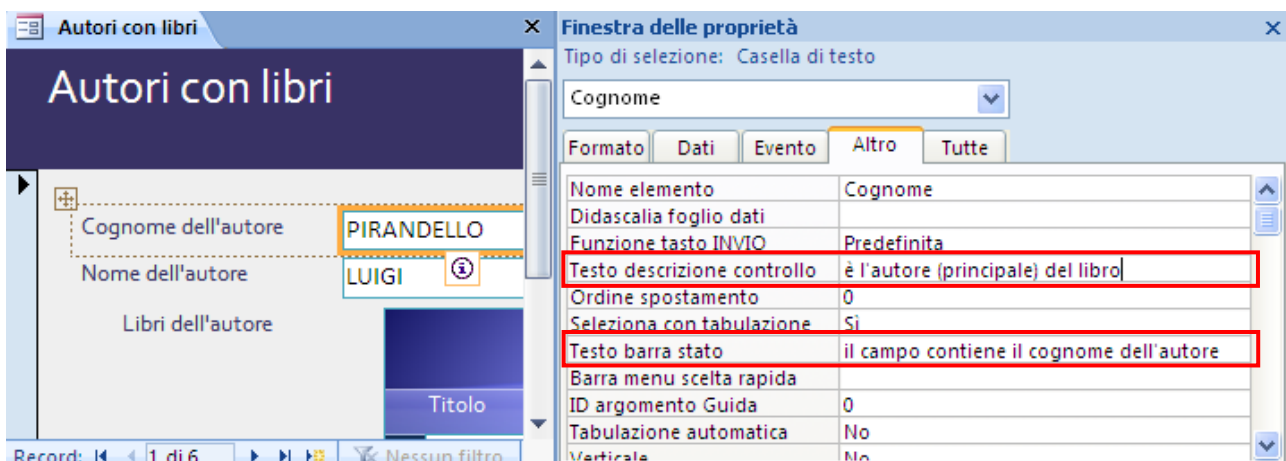 Autori con libri
Autori con libri
Cognome dell'autore PIRANDELLO
Nome dell'autore LUIGI
Libri dell'autore
Titolo
Record: 1 di 6 Nessun filtro
Finestra delle proprietà
Tipo di selezione: Casella di testo
Cognome
Formato Dati Evento Altro Tutte
Nome elemento Cognome
Didascalia foglio dati
Funzione tasto INVIO Predefinita
Testo descrizione controllo è l'autore (principale) del libro
Ordine spostamento 0
Seleziona con tabulazione Sì
Testo barra stato il campo contiene il cognome dell'autore
Barra menu scelta rapida
ID argomento Guida 0
Tabulazione automatica No
Verticale No